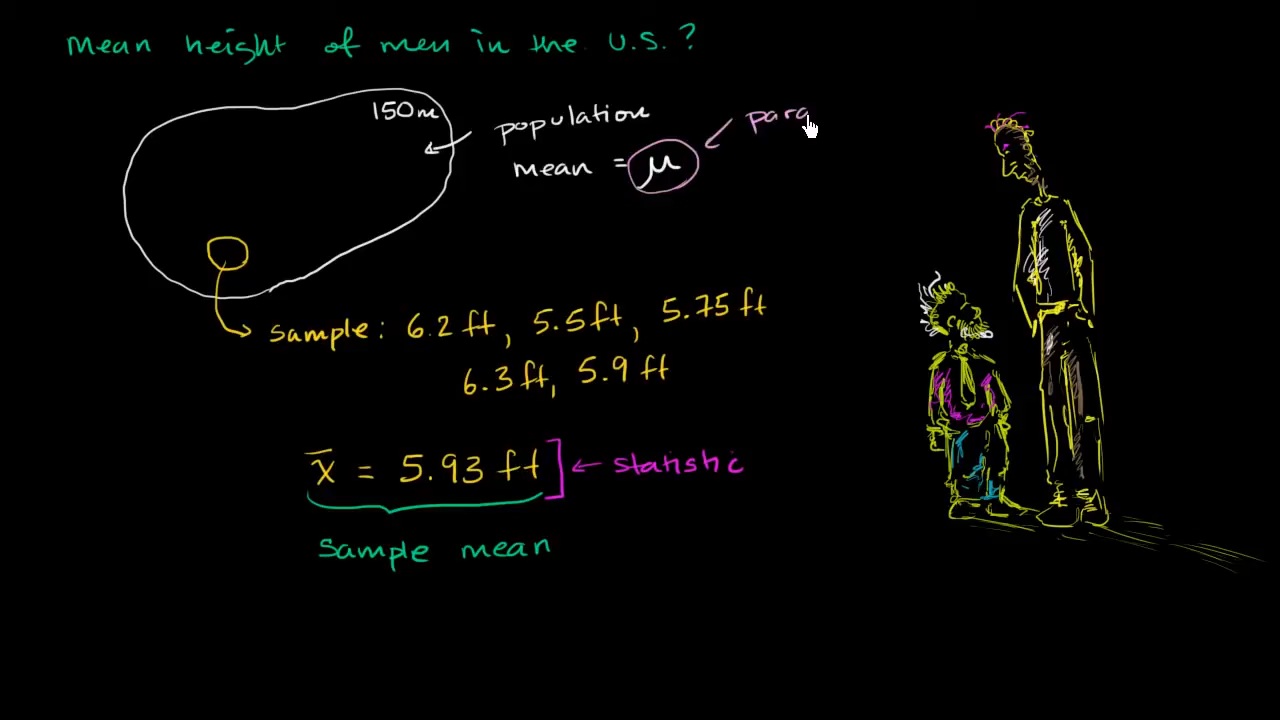 Mean height of men in the U.S.?
150m
population
mean = μ
← para
sample: 6.2 ft, 5.5 ft, 5.75 ft
6.3 ft, 5.9 ft
x̄ = 5.93 ft ] ← statistic
Sample mean